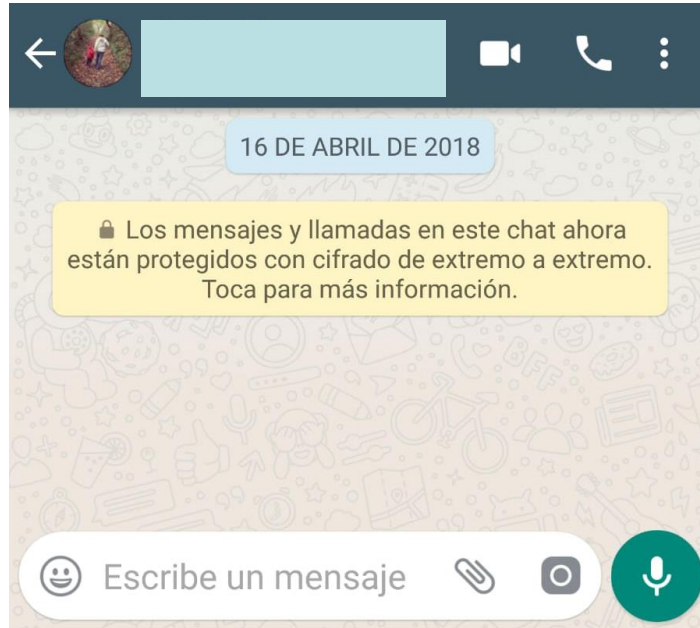 16 DE ABRIL DE 2018
Los mensajes y llamadas en este chat ahora
están protegidos con cifrado de extremo a extremo.
Toca para más información.
Escribe un mensaje